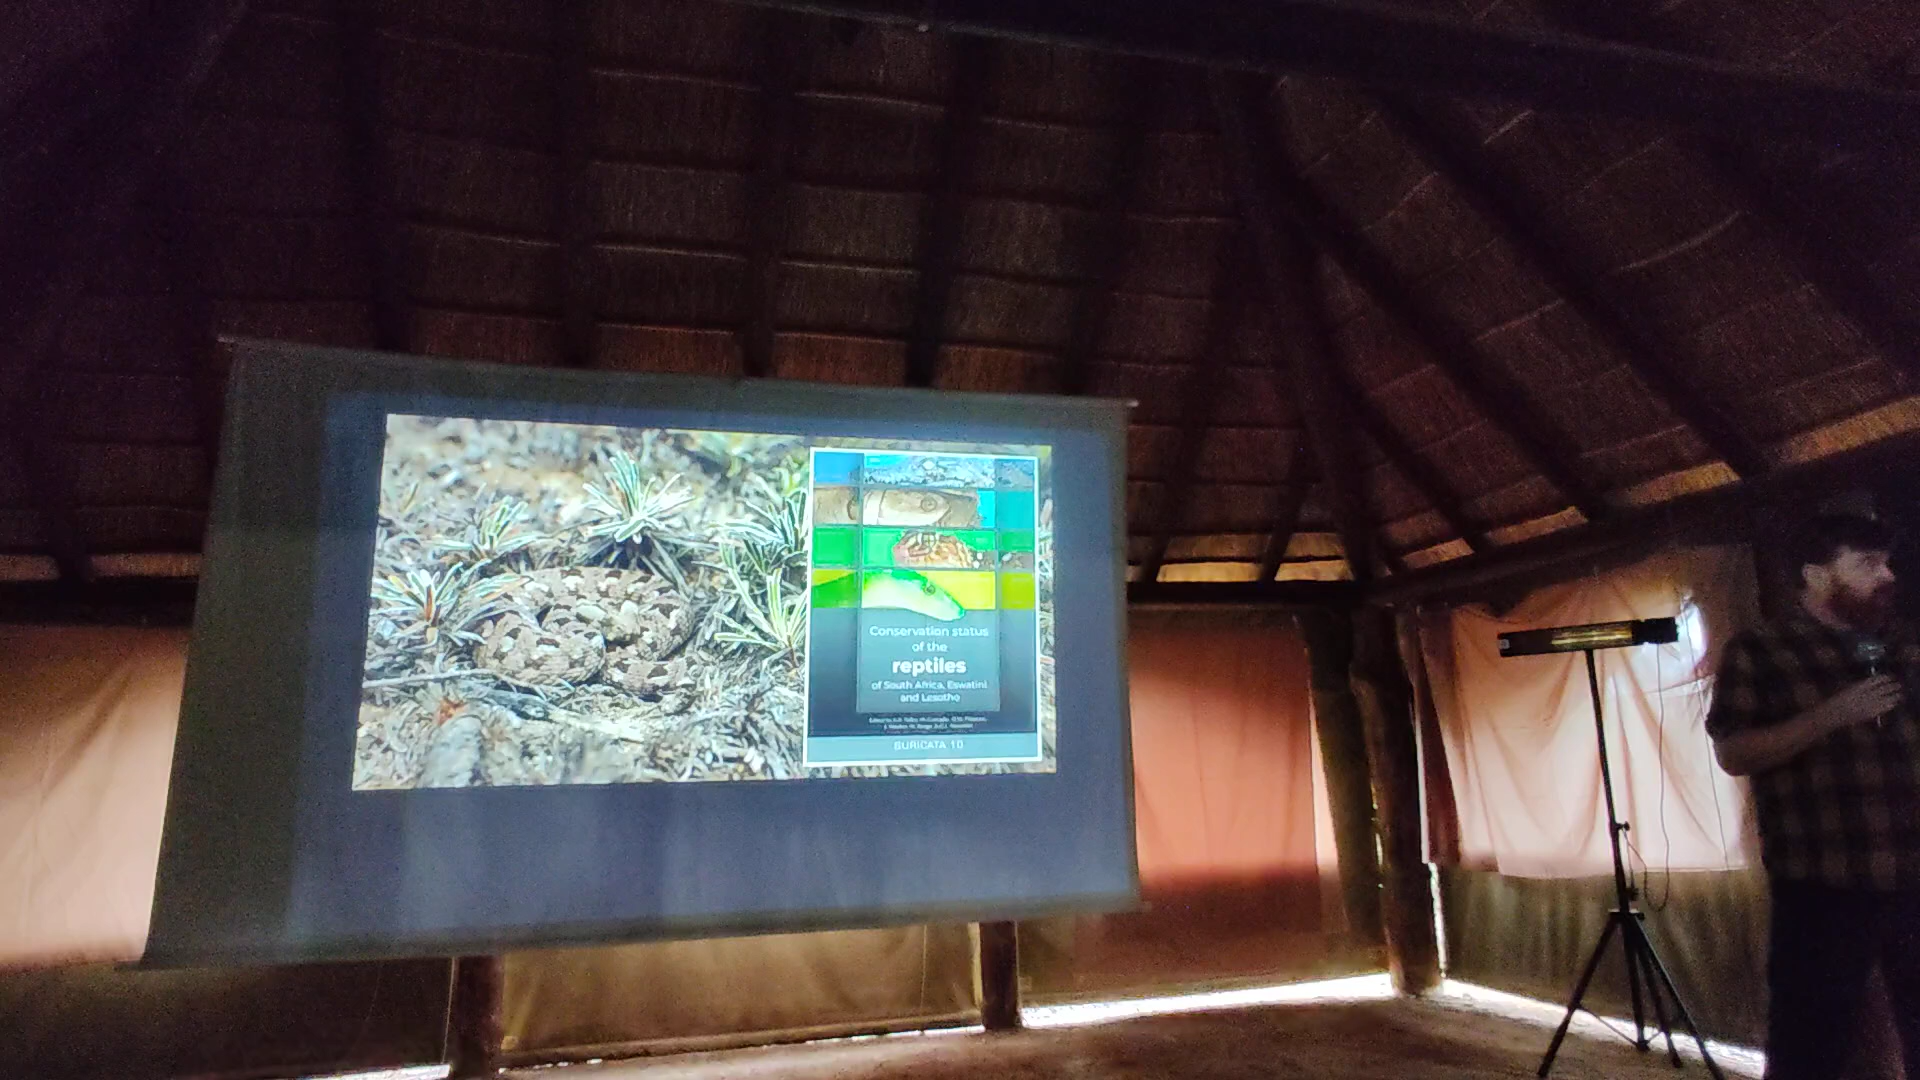 Conservation status
of the
reptiles
of South Africa, Eswatini
and Lesotho
SURICATA 10